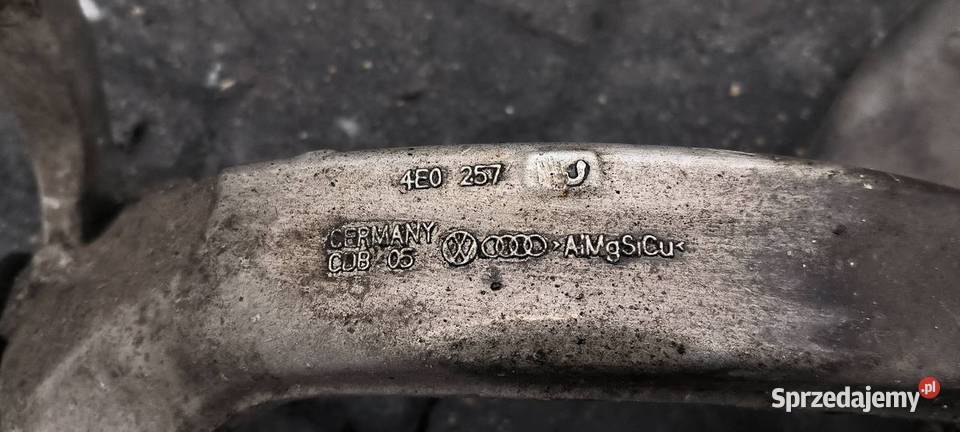 4E0 257 J
GERMANY
CDB 05
>AlMgSiCu<
Sprzedajemy.pl